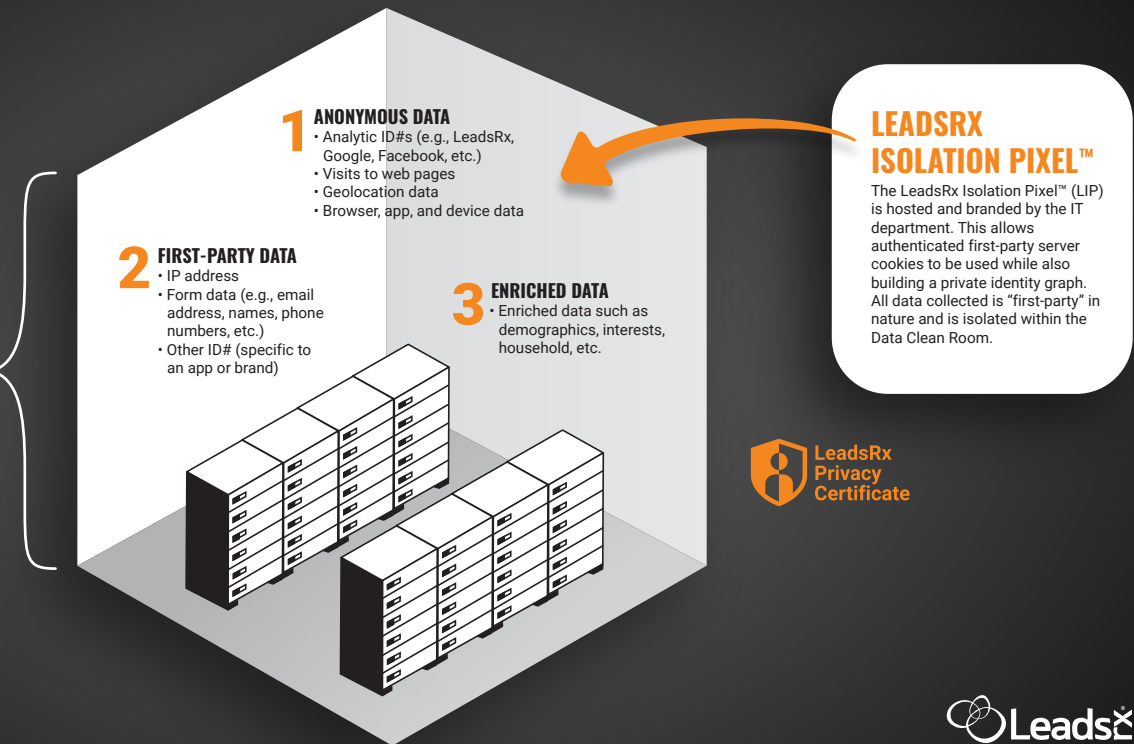 1 ANONYMOUS DATA
• Analytic ID#s (e.g., LeadsRx,
Google, Facebook, etc.)
• Visits to web pages
• Geolocation data
• Browser, app, and device data
2 FIRST-PARTY DATA
• IP address
• Form data (e.g., email
address, names, phone
numbers, etc.)
• Other ID# (specific to
an app or brand)
3 ENRICHED DATA
• Enriched data such as
demographics, interests,
household, etc.
LEADSRX
ISOLATION PIXEL™
The LeadsRx Isolation Pixel™ (LIP)
is hosted and branded by the IT
department. This allows
authenticated first-party server
cookies to be used while also
building a private identity graph.
All data collected is “first-party” in
nature and is isolated within the
Data Clean Room.
LeadsRx
Privacy
Certificate
LeadsRx